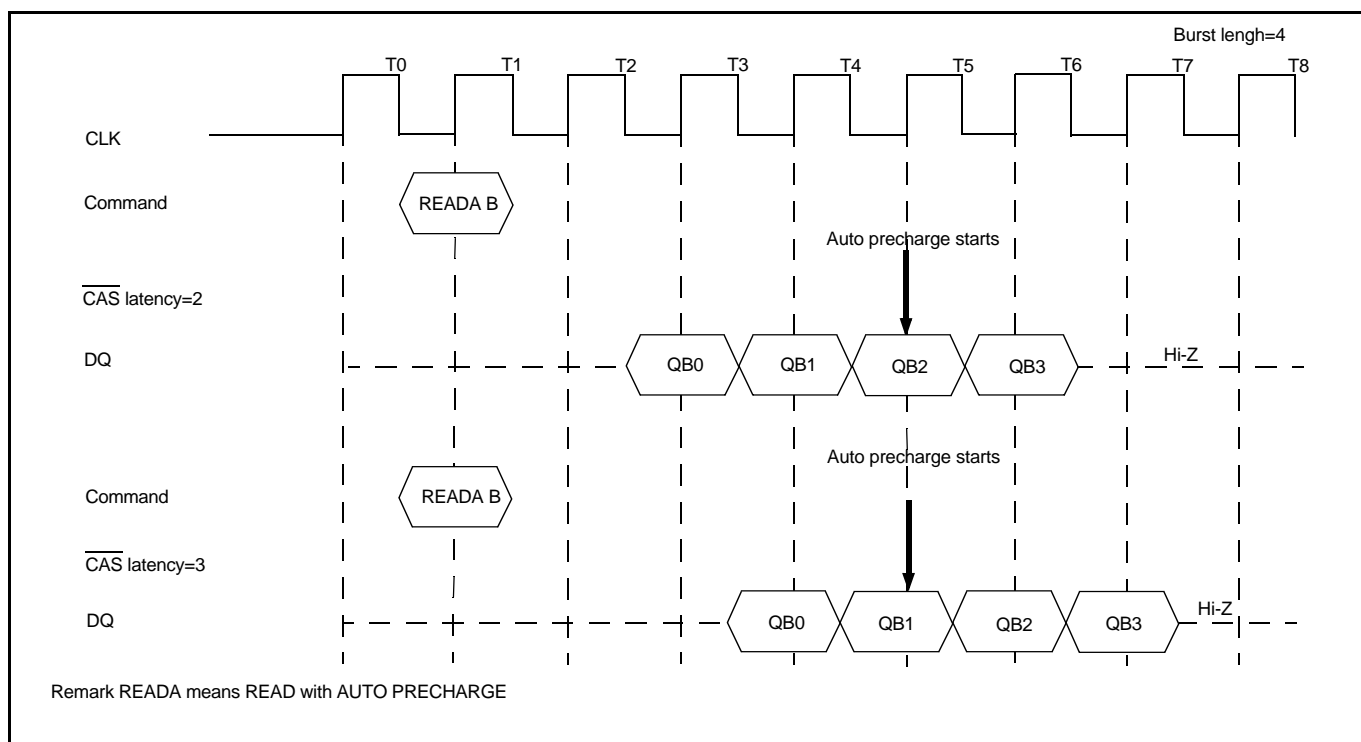 Burst lengh=4
T0 T1 T2 T3 T4 T5 T6 T7 T8
CLK
Command
READA B
Auto precharge starts
CAS latency=2
DQ
QB0 QB1 QB2 QB3
Hi-Z
Auto precharge starts
Command
READA B
CAS latency=3
DQ
QB0 QB1 QB2 QB3
Hi-Z
Remark READA means READ with AUTO PRECHARGE